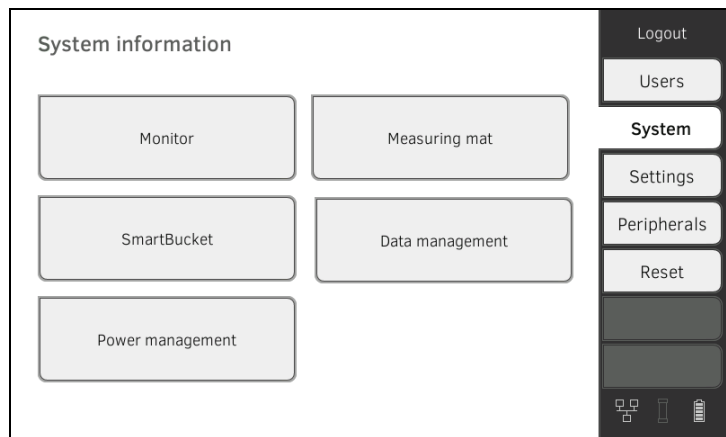 System information
Monitor
Measuring mat
SmartBucket
Data management
Power management
Logout
Users
System
Settings
Peripherals
Reset